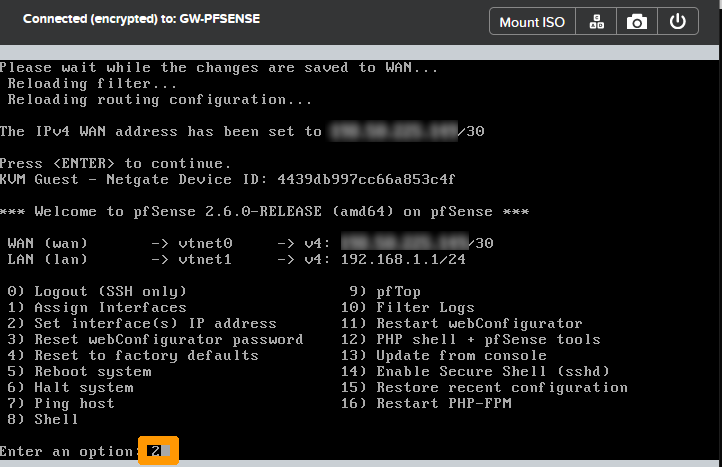 Connected (encrypted) to: GW-PFSENSE
Mount ISO
Please wait while the changes are saved to WAN...
Reloading filter...
Reloading routing configuration...
The IPv4 WAN address has been set to /30
Press <ENTER> to continue.
KVM Guest - Netgate Device ID: 4439db997cc66a853c4f
*** Welcome to pfSense 2.6.0-RELEASE (amd64) on pfSense ***
WAN (wan) -> vtnet0 -> v4: /30
LAN (lan) -> vtnet1 -> v4: 192.168.1.1/24
0) Logout (SSH only) 9) pfTop
1) Assign Interfaces 10) Filter Logs
2) Set interface(s) IP address 11) Restart webConfigurator
3) Reset webConfigurator password 12) PHP shell + pfSense tools
4) Reset to factory defaults 13) Update from console
5) Reboot system 14) Enable Secure Shell (sshd)
6) Halt system 15) Restore recent configuration
7) Ping host 16) Restart PHP-FPM
8) Shell
Enter an option: 2